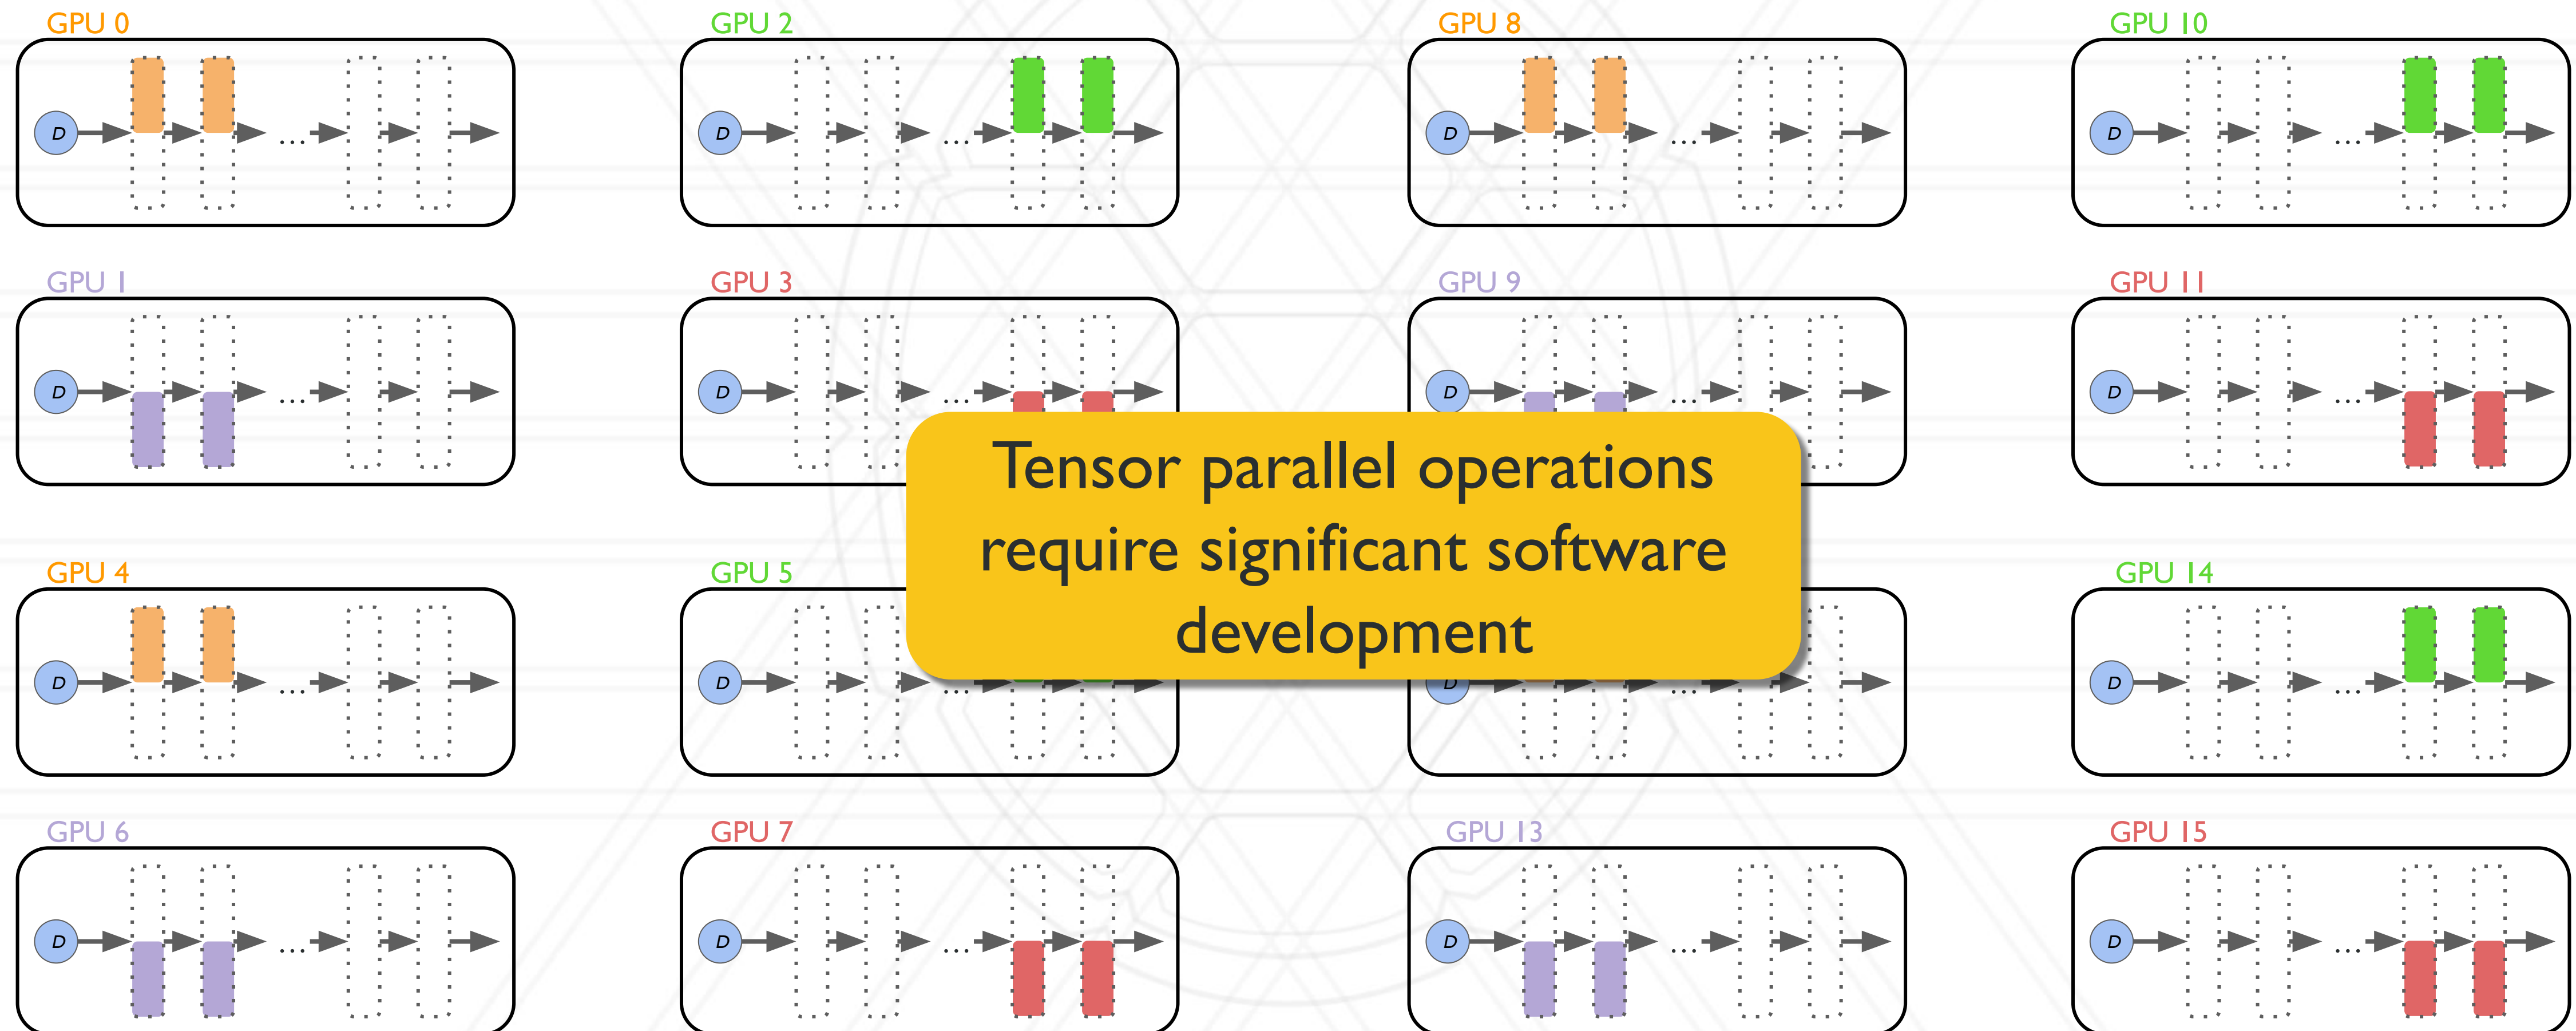 GPU 0
GPU 2
GPU 8
GPU 10
D
...
D
...
D
...
D
...
GPU 1
GPU 3
GPU 9
GPU 11
D
...
D
...
D
...
D
...
Tensor parallel operations
require significant software
development
GPU 4
GPU 5
GPU 14
D
...
D
...
D
...
D
...
GPU 6
GPU 7
GPU 13
GPU 15
D
...
D
...
D
...
D
...